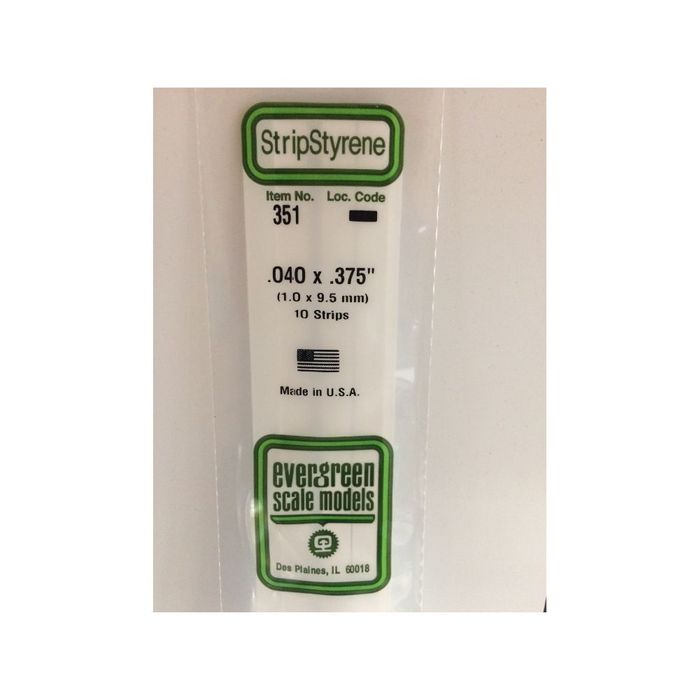 StripStyrene
Item No. Loc. Code
351
.040 x .375"
(1.0 x 9.5 mm)
10 Strips
Made in U.S.A.
evergreen
scale models
Des Plaines, IL 60018